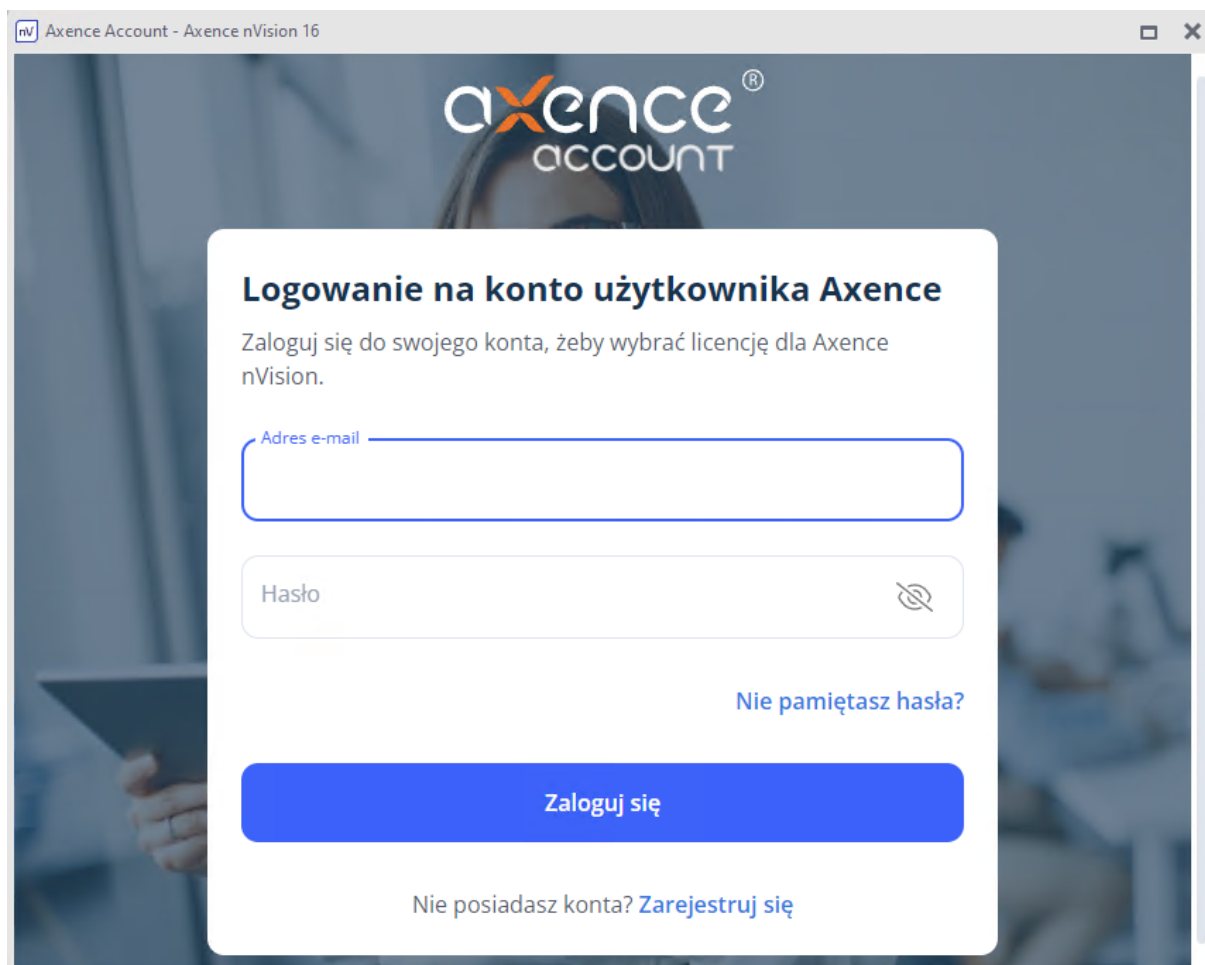 nV Axence Account - Axence nVision 16
axence®
account
Logowanie na konto użytkownika Axence
Zaloguj się do swojego konta, żeby wybrać licencję dla Axence
nVision.
Adres e-mail
Hasło
Nie pamiętasz hasła?
Zaloguj się
Nie posiadasz konta? Zarejestruj się